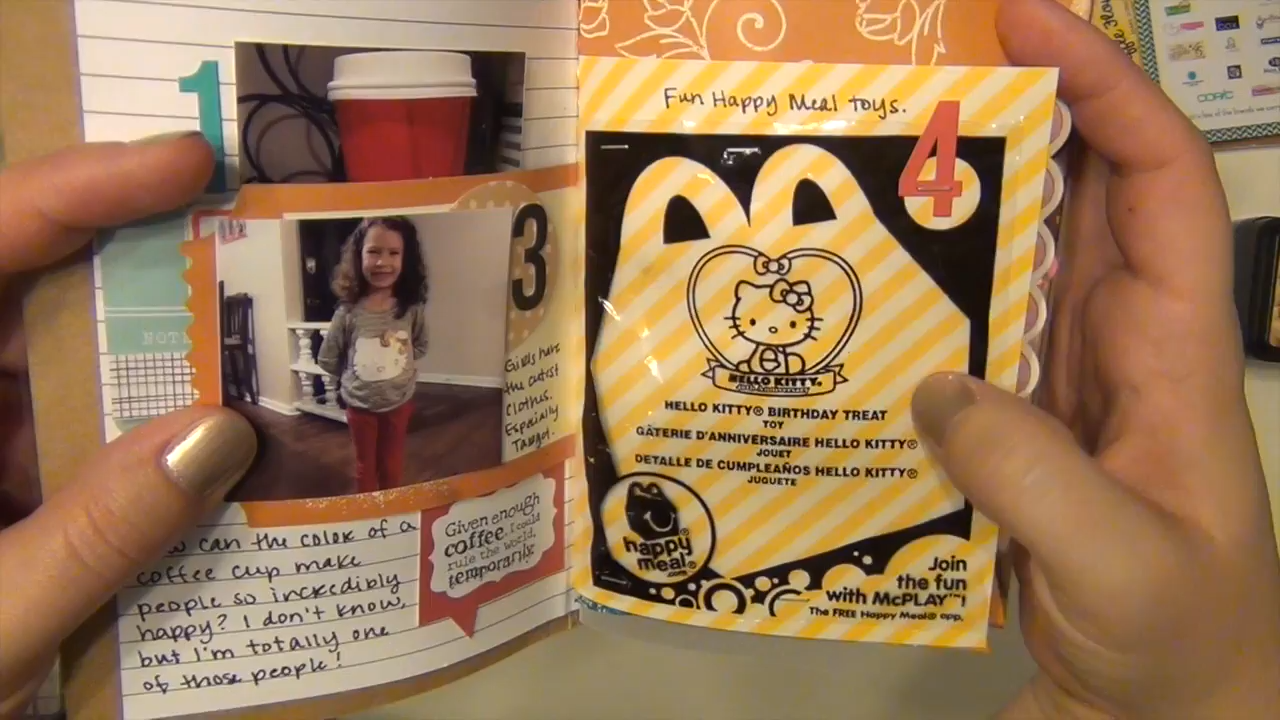 1
3
NOTE
Girls have
the cutest
clothes.
Especially
Target.
Given enough
coffee, I could
rule the world,
temporarily.
can the color of a
coffee cup make
people so incredibly
happy? I don't know,
but I'm totally one
of those people!
Fun Happy Meal toys.
4
HELLO KITTY®
HELLO KITTY® BIRTHDAY TREAT
TOY
GÂTERIE D'ANNIVERSAIRE HELLO KITTY®
JOUET
DETALLE DE CUMPLEAÑOS HELLO KITTY®
JUGUETE
happy
meal®
.com
Join
the fun
with McPLAY™!
The FREE Happy Meal® app.
COPIC